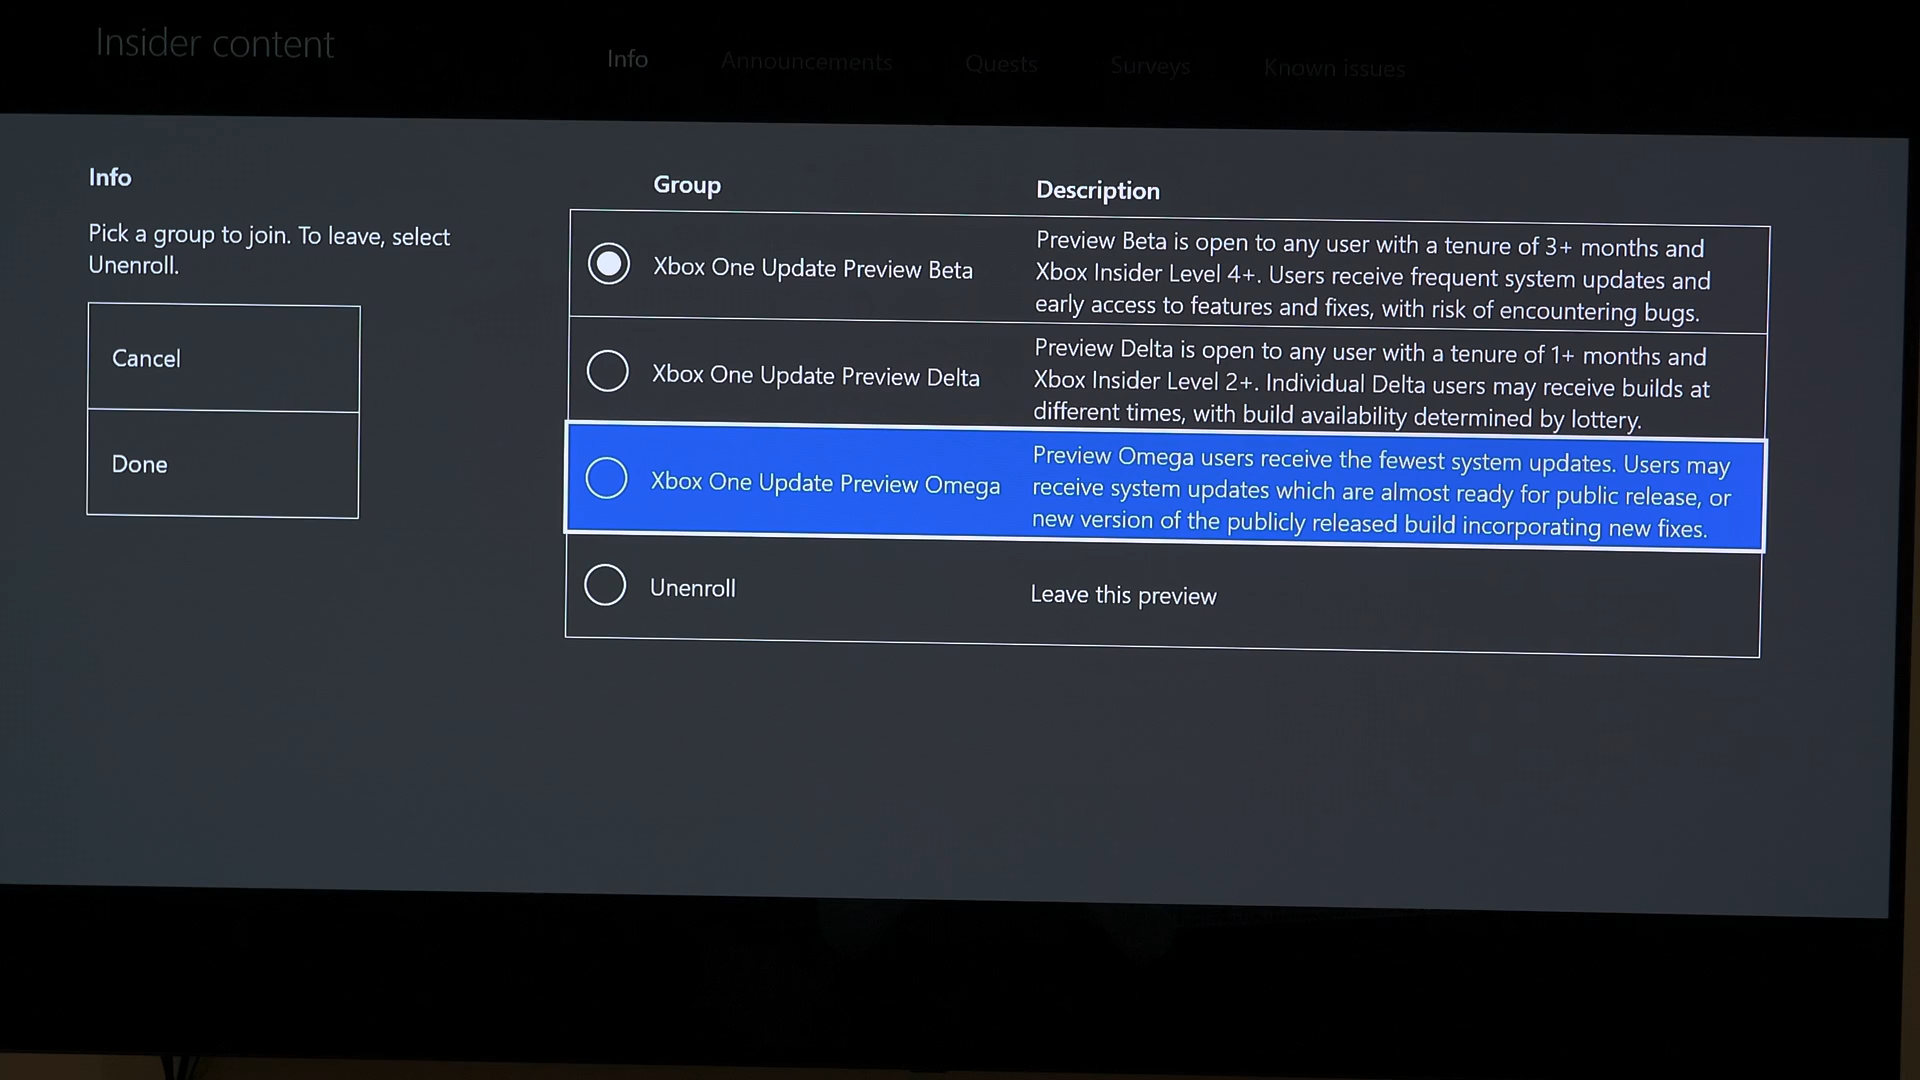 Insider content
Info
Announcements
Quests
Surveys
Known issues
Info
Pick a group to join. To leave, select
Unenroll.
Cancel
Done
Group
Description
Xbox One Update Preview Beta
Preview Beta is open to any user with a tenure of 3+ months and
Xbox Insider Level 4+. Users receive frequent system updates and
early access to features and fixes, with risk of encountering bugs.
Xbox One Update Preview Delta
Preview Delta is open to any user with a tenure of 1+ months and
Xbox Insider Level 2+. Individual Delta users may receive builds at
different times, with build availability determined by lottery.
Xbox One Update Preview Omega
Preview Omega users receive the fewest system updates. Users may
receive system updates which are almost ready for public release, or
new version of the publicly released build incorporating new fixes.
Unenroll
Leave this preview